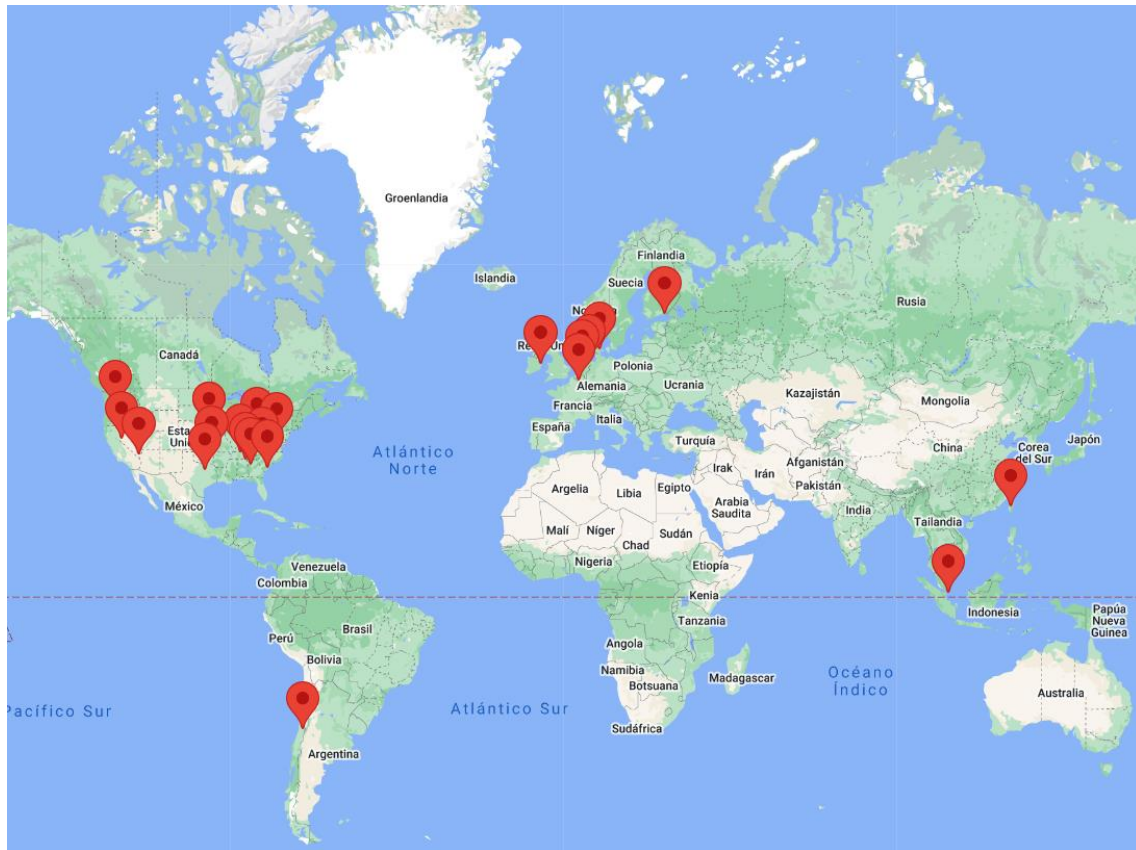 Groenlandia
Islandia
Finlandia
Suecia
Rusia
Canadá
Polonia
Alemania
Ucrania
Francia
Kazajistán
Mongolia
España
Italia
Turquía
Corea
del Sur
Japón
China
Atlántico
Norte
Irak
Irán
Afganistán
Pakistán
Argelia
Libia
Egipto
Arabia
Saudita
México
India
Malí
Níger
Sudán
Tailandia
Chad
Nigeria
Etiopía
Venezuela
Colombia
Kenia
Indonesia
Papúa
Nueva
Guinea
Tanzania
Perú
Brasil
Angola
Bolivia
Namibia
Madagascar
Botsuana
Océano
Índico
Australia
Pacífico Sur
Atlántico Sur
Sudáfrica
Argentina